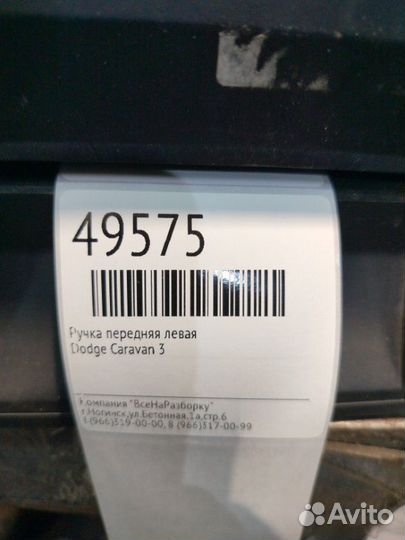 49575
Ручка передняя левая
Dodge Caravan 3
Компания "ВсеНаРазборку"
г.Ногинск,ул.Бетонная,1а,стр.6
8 (966)319-00-00, 8 (966)317-00-99
Avito